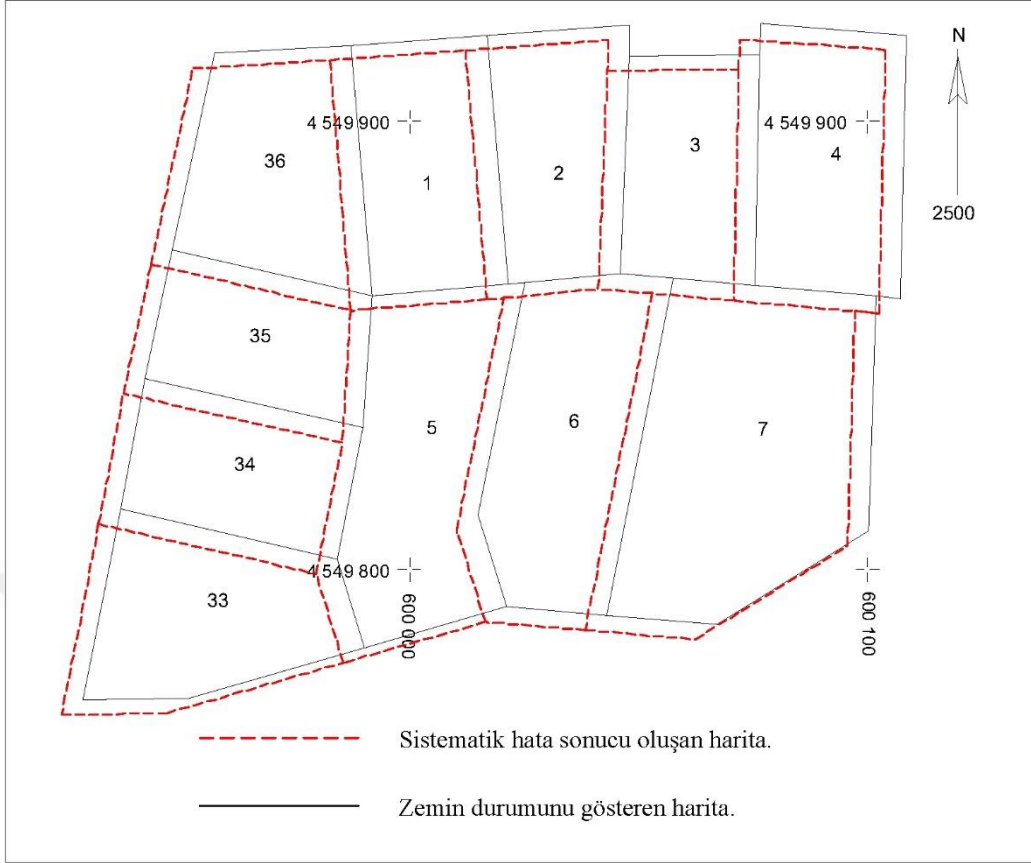 N
4 549 900
4 549 900
3
36
4
1
2
2500
35
5
6
7
34
4 549 800
33
600 000
600 100
Sistematik hata sonucu oluşan harita.
Zemin durumunu gösteren harita.